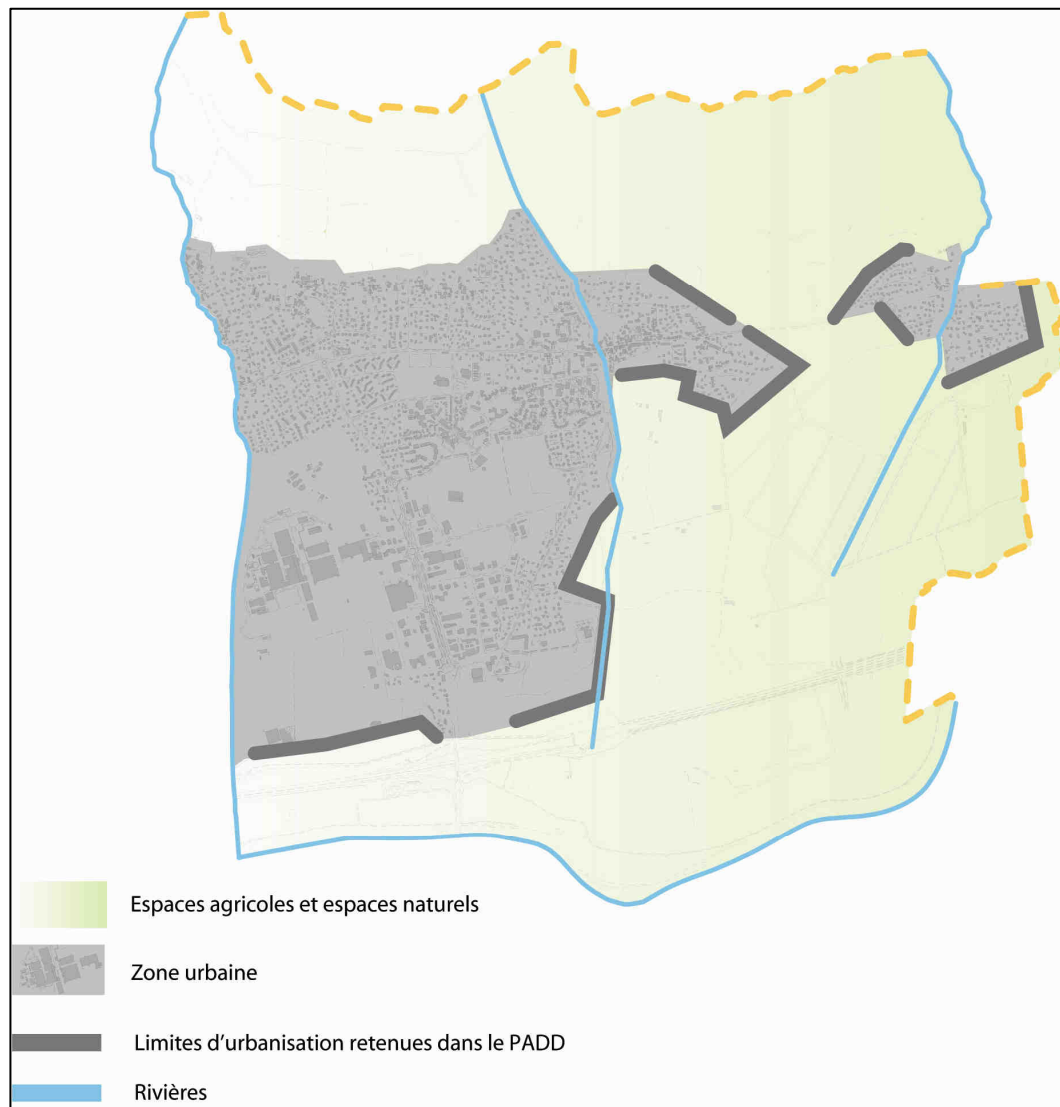 Espaces agricoles et espaces naturels
Zone urbaine
Limites d'urbanisation retenues dans le PADD
Rivières